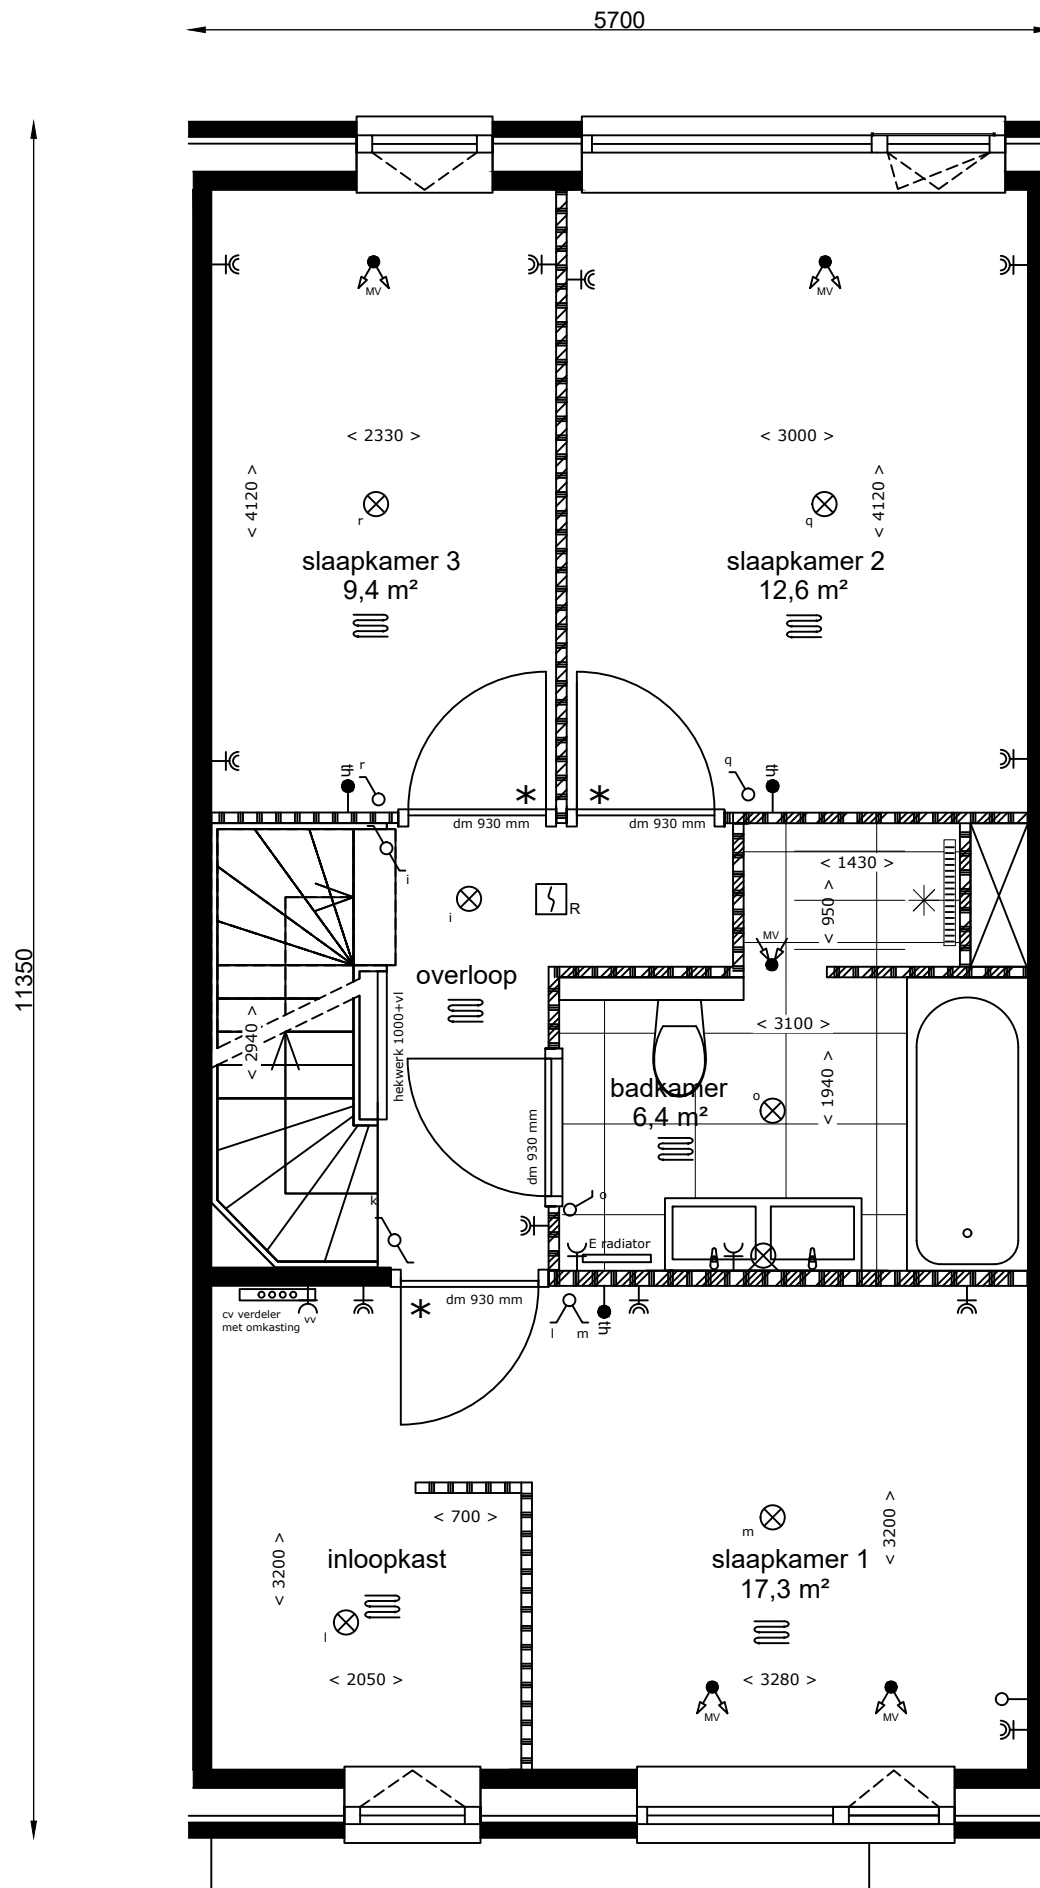 5700
11350
MV
MV
< 2330 >
< 3000 >
< 4120 >
< 4120 >
r
q
slaapkamer 3
9,4 m²
slaapkamer 2
12,6 m²
th
r
q
th
dm 930 mm
dm 930 mm
i
i
R
< 1430 >
< 950 >
MV
overloop
hekwerk 1000+vl
< 2940 >
< 3100 >
< 1940 >
badkamer
6,4 m²
o
dm 930 mm
k
o
E radiator
cv verdeler
met omkasting
vv
dm 930 mm
l
m
th
< 700 >
m
< 3200 >
< 3200 >
inloopkast
slaapkamer 1
17,3 m²
l
< 2050 >
< 3280 >
MV
MV